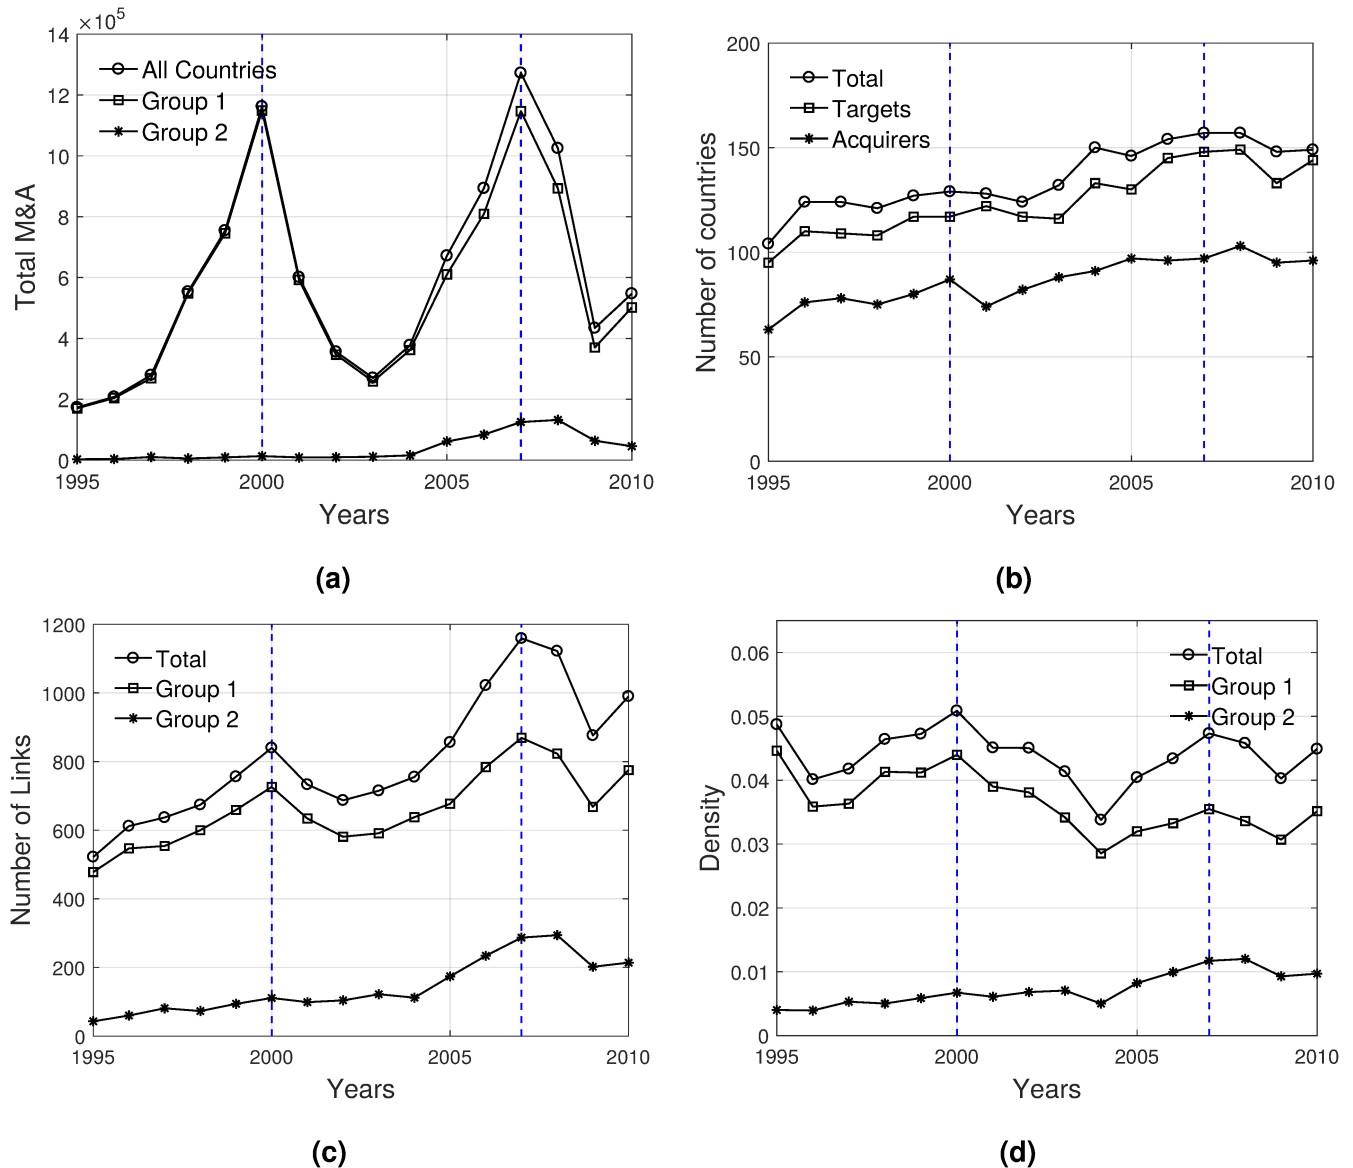 ×10⁵
14
12
10
8
6
4
2
0
Total M&A
All Countries
Group 1
Group 2
1995 2000 2005 2010
Years
(a)
200
150
100
50
0
Number of countries
Total
Targets
Acquirers
1995 2000 2005 2010
Years
(b)
1200
1000
800
600
400
200
0
Number of Links
Total
Group 1
Group 2
1995 2000 2005 2010
Years
(c)
0.06
0.05
0.04
0.03
0.02
0.01
0
Density
Total
Group 1
Group 2
1995 2000 2005 2010
Years
(d)